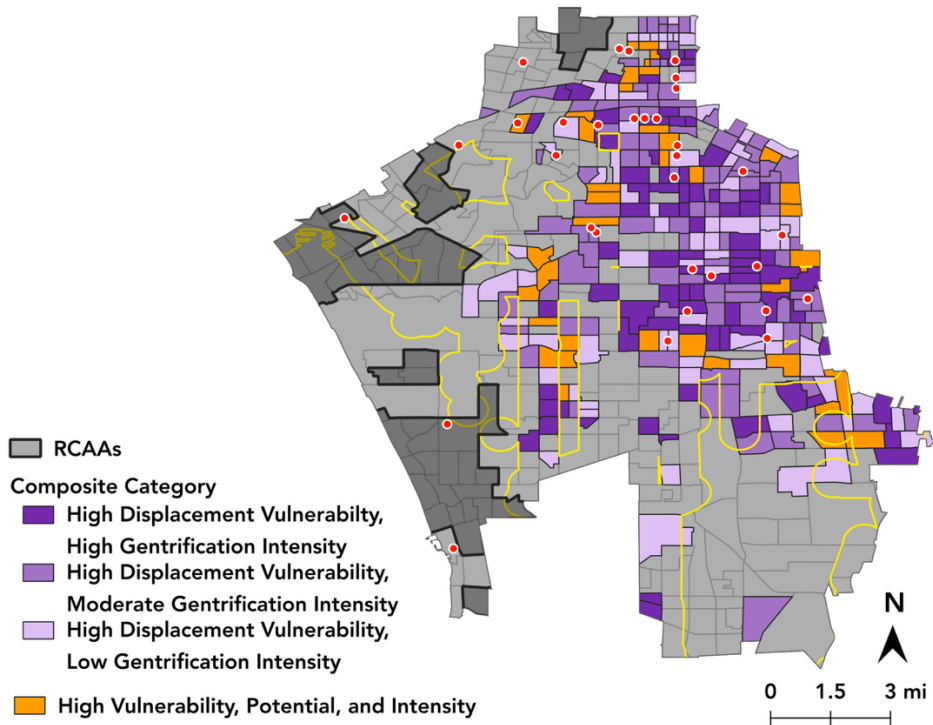 RCAAs
Composite Category
High Displacement Vulnerabilty,
High Gentrification Intensity
High Displacement Vulnerability,
Moderate Gentrification Intensity
High Displacement Vulnerability,
Low Gentrification Intensity
High Vulnerability, Potential, and Intensity
N
0 1.5 3 mi